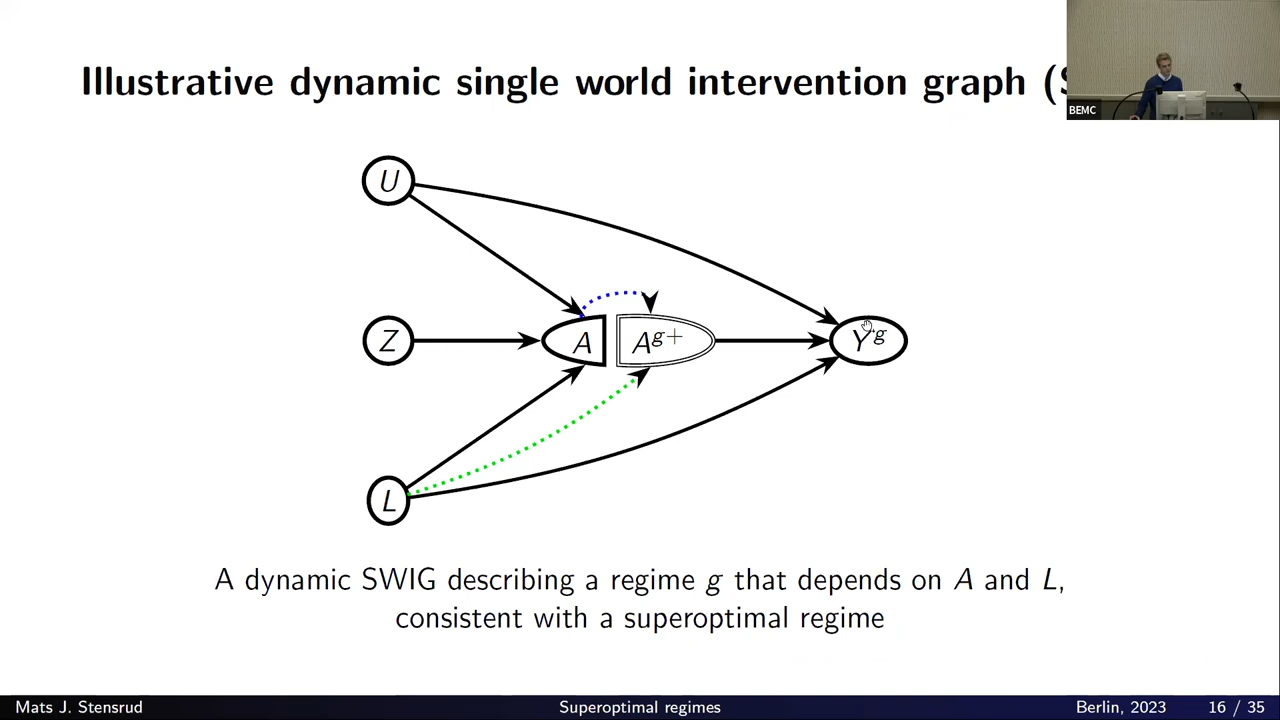 Illustrative dynamic single world intervention graph (
BEMC
U
Z
A
A^{g+}
Y^g
L
A dynamic SWIG describing a regime g that depends on A and L,
consistent with a superoptimal regime
Mats J. Stensrud
Superoptimal regimes
Berlin, 2023
16 / 35